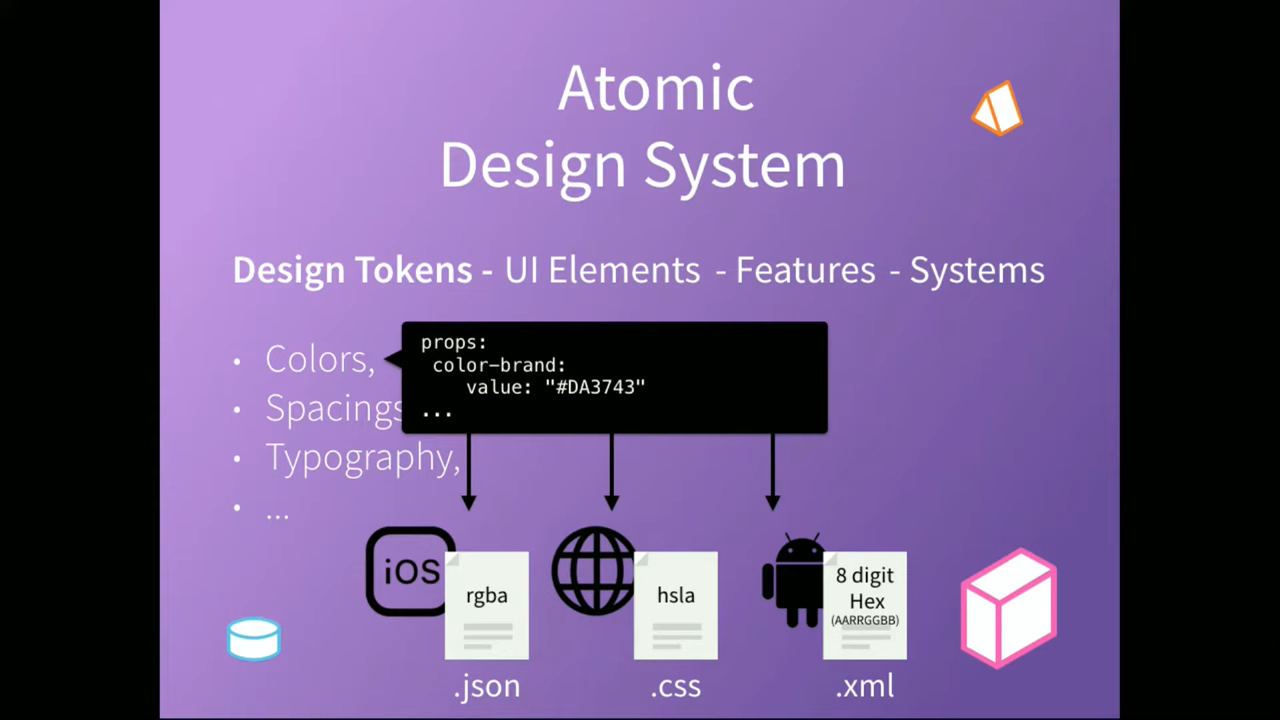 Atomic
Design System
Design Tokens - UI Elements - Features - Systems
• Colors,
• Spacings
• Typography,
• ...
props:
color-brand:
value: "#DA3743"
...
iOS
rgba
.json
hsla
.css
8 digit
Hex
(AARRGGBB)
.xml